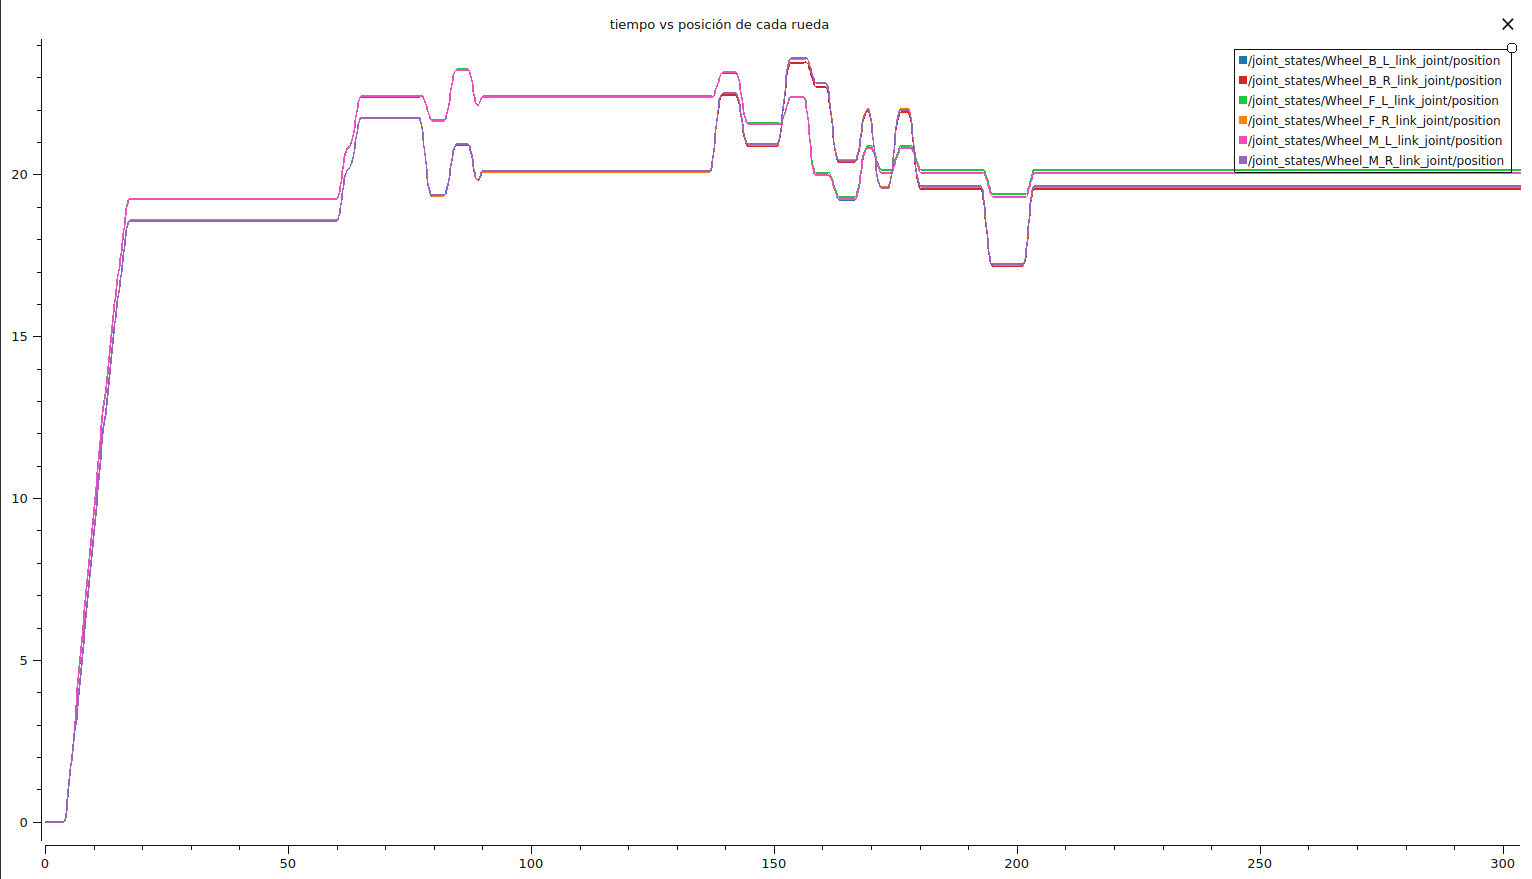 tiempo vs posición de cada rueda
/joint_states/Wheel_B_L_link_joint/position
/joint_states/Wheel_B_R_link_joint/position
/joint_states/Wheel_F_L_link_joint/position
/joint_states/Wheel_F_R_link_joint/position
/joint_states/Wheel_M_L_link_joint/position
/joint_states/Wheel_M_R_link_joint/position
20
15
10
5
0
0 50 100 150 200 250 300